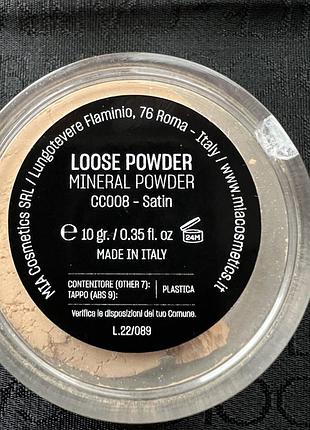 MIA Cosmetics SRL / Lungotevere Flaminio, 76 Roma - Italy / www.miacosmetics.it
LOOSE POWDER
MINERAL POWDER
CC008 - Satin
e 10 gr. / 0.35 fl. oz 24M
MADE IN ITALY
CONTENITORE (OTHER 7): PLASTICA
TAPPO (ABS 9):
Verifica le disposizioni del tuo Comune.
L.22/089